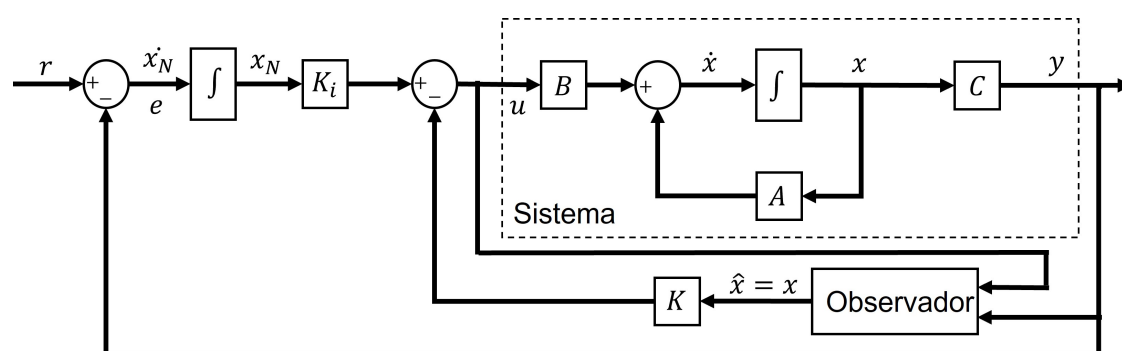 r
+
−
ẋ_N
e
∫
x_N
K_i
+
−
u
B
+
ẋ
∫
x
C
y
A
Sistema
K
x̂ = x
Observador